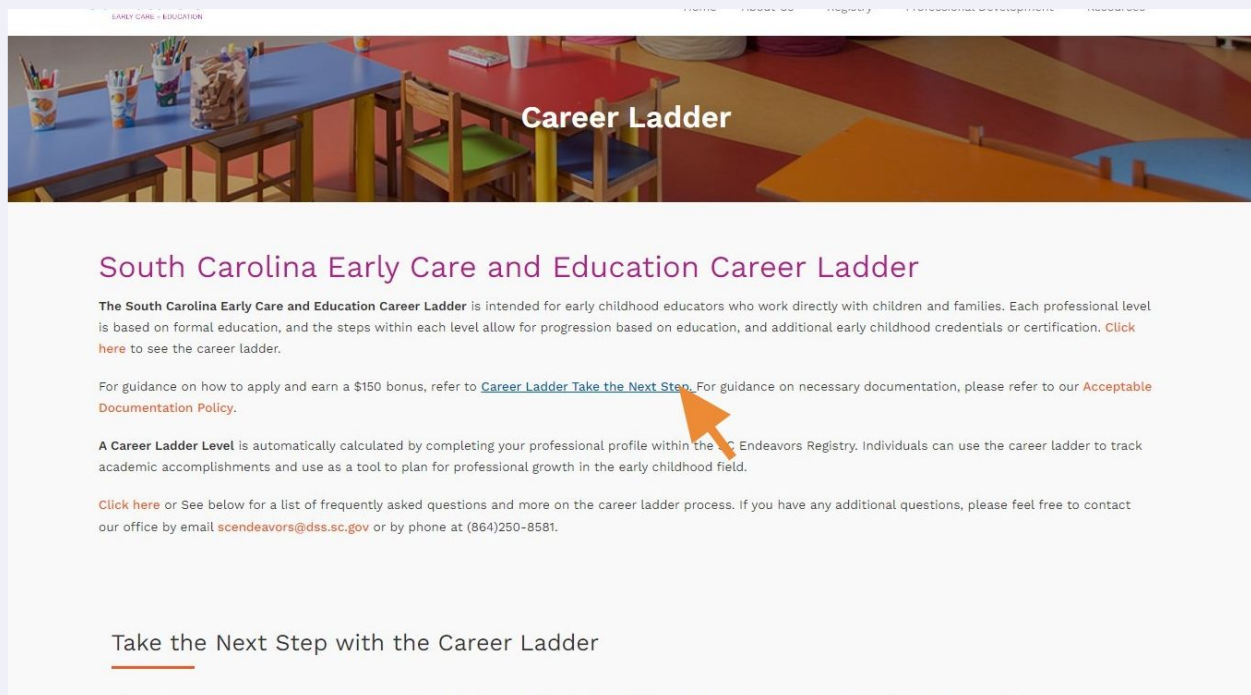 EARLY CARE + EDUCATION
Home About Us Registry Professional Development Resources
Career Ladder
South Carolina Early Care and Education Career Ladder
The South Carolina Early Care and Education Career Ladder is intended for early childhood educators who work directly with children and families. Each professional level
is based on formal education, and the steps within each level allow for progression based on education, and additional early childhood credentials or certification. Click
here to see the career ladder.
For guidance on how to apply and earn a $150 bonus, refer to Career Ladder Take the Next Step. For guidance on necessary documentation, please refer to our Acceptable
Documentation Policy.
A Career Ladder Level is automatically calculated by completing your professional profile within the Endeavors Registry. Individuals can use the career ladder to track
academic accomplishments and use as a tool to plan for professional growth in the early childhood field.
Click here or See below for a list of frequently asked questions and more on the career ladder process. If you have any additional questions, please feel free to contact
our office by email scendeavors@dss.sc.gov or by phone at (864)250-8581.
Take the Next Step with the Career Ladder